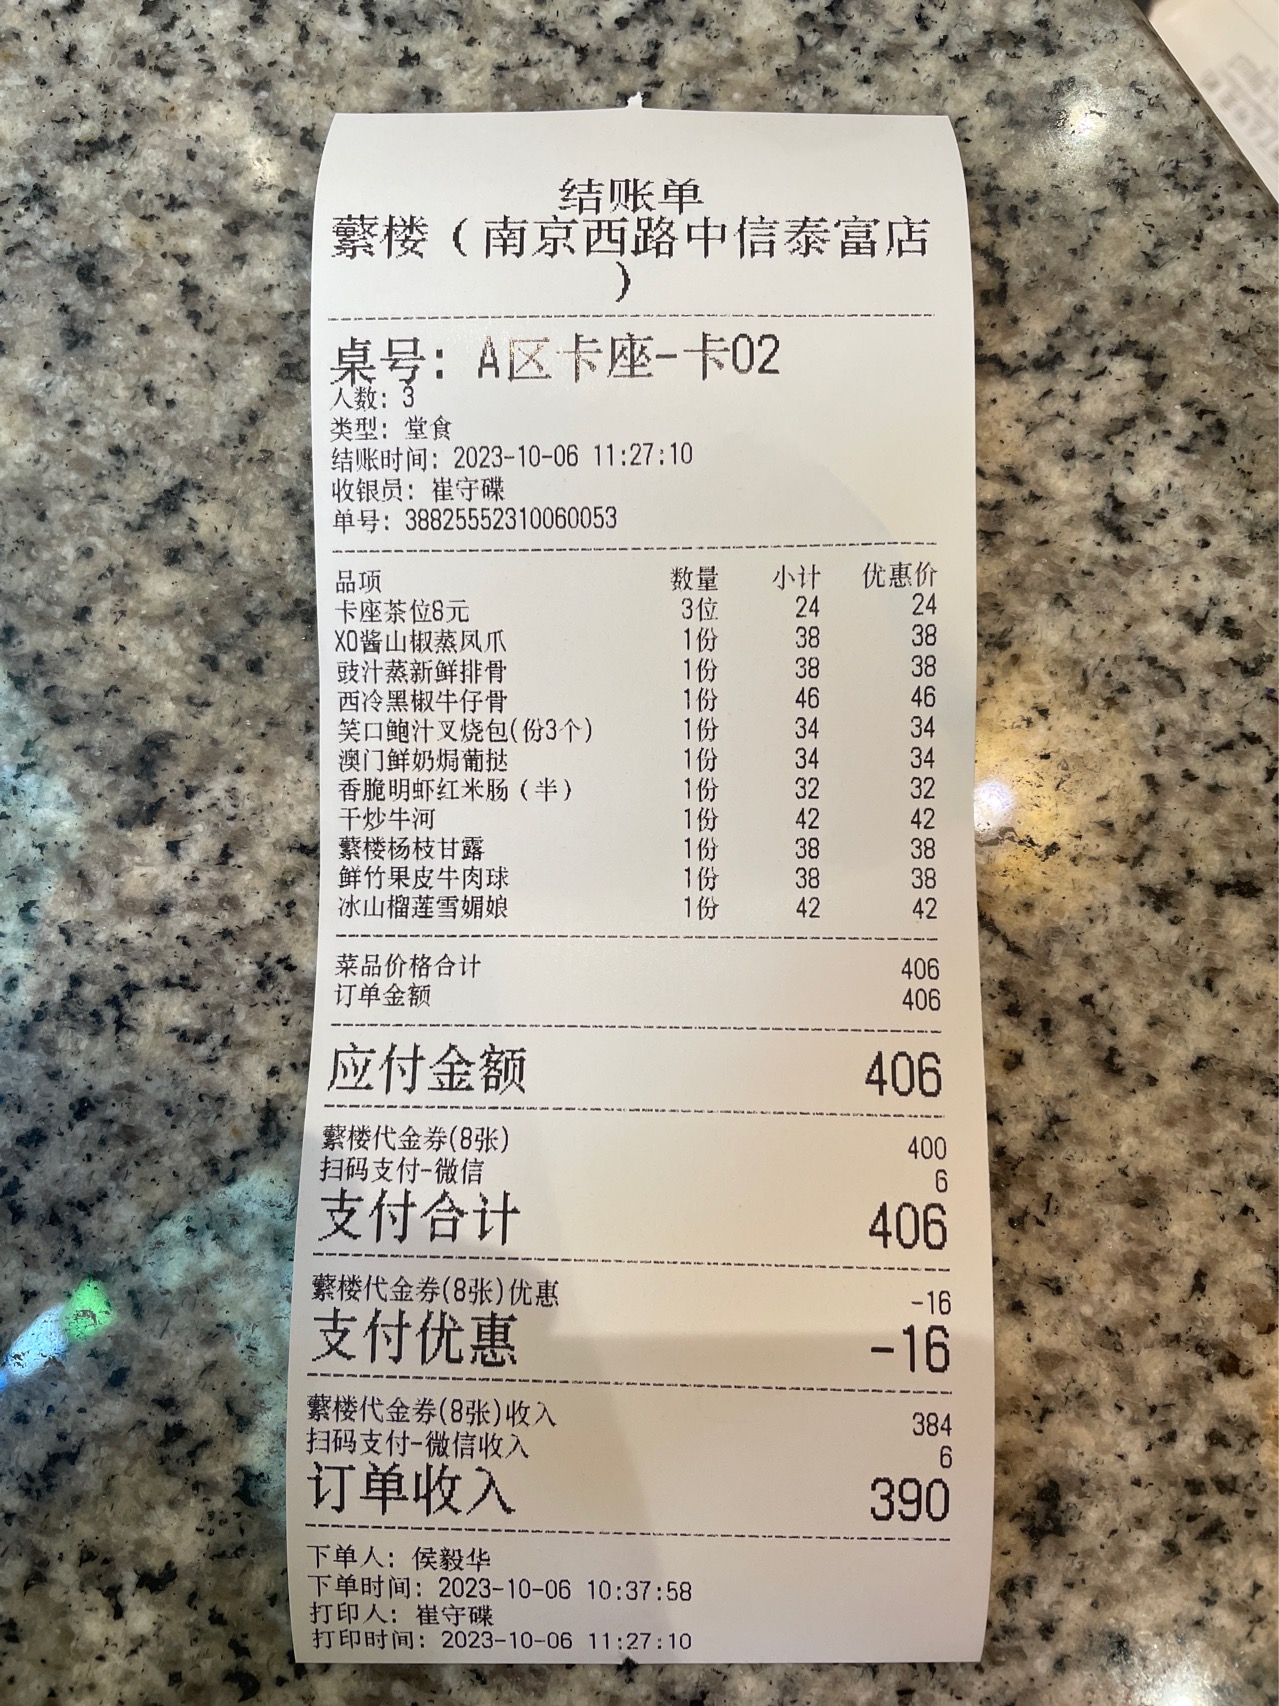 结账单
蘩楼（南京西路中信泰富店
）
桌号: A区卡座-卡02
人数: 3
类型: 堂食
结账时间: 2023-10-06 11:27:10
收银员: 崔守碟
单号: 38825552310060053
品项 数量 小计 优惠价
卡座茶位8元 3位 24 24
XO酱山椒蒸凤爪 1份 38 38
豉汁蒸新鲜排骨 1份 38 38
西冷黑椒牛仔骨 1份 46 46
笑口鲍汁叉烧包(份3个) 1份 34 34
澳门鲜奶焗葡挞 1份 34 34
香脆明虾红米肠（半） 1份 32 32
干炒牛河 1份 42 42
蘩楼杨枝甘露 1份 38 38
鲜竹果皮牛肉球 1份 38 38
冰山榴莲雪媚娘 1份 42 42
菜品价格合计 406
订单金额 406
应付金额 406
蘩楼代金券(8张) 400
扫码支付-微信 6
支付合计 406
蘩楼代金券(8张)优惠 -16
支付优惠 -16
蘩楼代金券(8张)收入 384
扫码支付-微信收入 6
订单收入 390
下单人: 侯毅华
下单时间: 2023-10-06 10:37:58
打印人: 崔守碟
打印时间: 2023-10-06 11:27:10